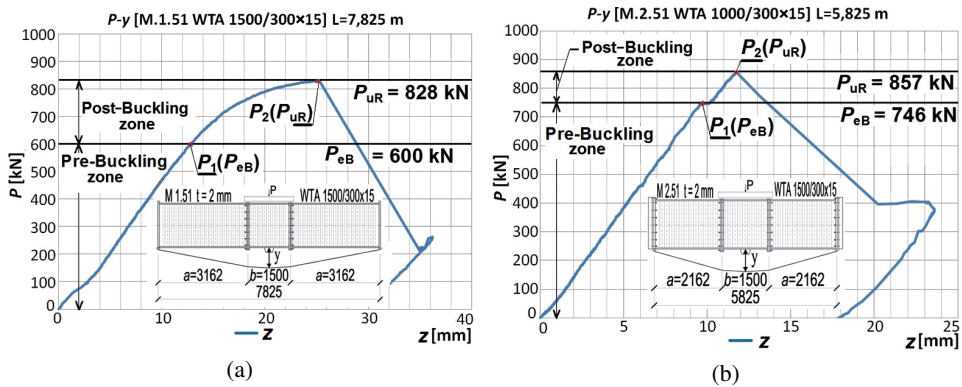 P-y [M.1.51 WTA 1500/300×15] L=7,825 m
1000
900
800
700
600
500
400
300
200
100
0
P [kN]
Post–Buckling
zone
Pre-Buckling
zone
P2(PuR)
PuR = 828 kN
P1(PeB)
PeB = 600 kN
M 1.51 t = 2 mm
↓P
WTA 1500/300x15
y
a=3162
b=1500
a=3162
7825
0
10
20
30
40
z
z [mm]
(a)
P-y [M.2.51 WTA 1000/300×15] L=5,825 m
1000
900
800
700
600
500
400
300
200
100
0
P [kN]
Post–Buckling
zone
Pre-Buckling
zone
P2(PuR)
PuR = 857 kN
P1(PeB)
PeB = 746 kN
M 2.51 t = 2 mm
↓P
WTA 1000/300x15
y
a=2162
b=1500
a=2162
5825
0
5
10
15
20
25
z
z [mm]
(b)